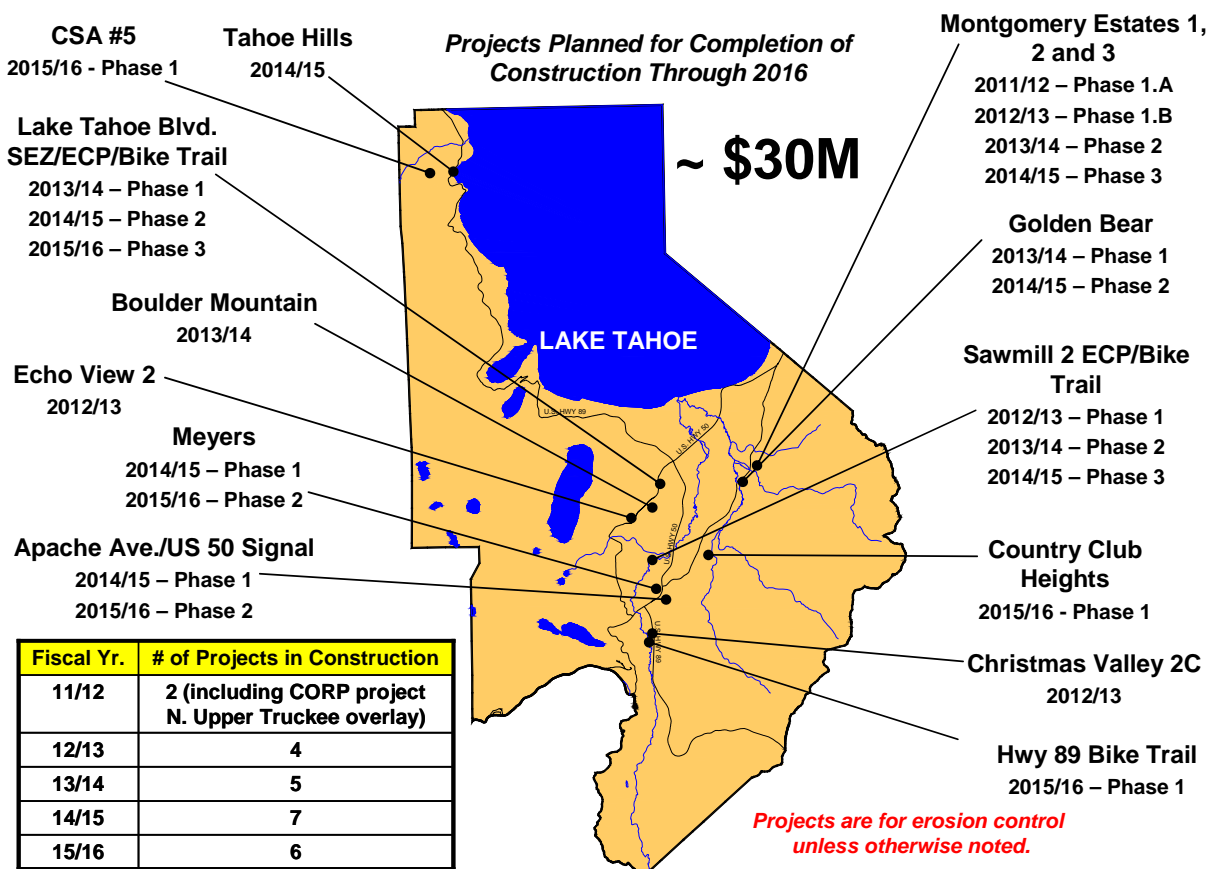 Projects Planned for Completion of
Construction Through 2016
~ $30M
CSA #5
2015/16 - Phase 1
Tahoe Hills
2014/15
Lake Tahoe Blvd.
SEZ/ECP/Bike Trail
2013/14 – Phase 1
2014/15 – Phase 2
2015/16 – Phase 3
Boulder Mountain
2013/14
Echo View 2
2012/13
Meyers
2014/15 – Phase 1
2015/16 – Phase 2
Apache Ave./US 50 Signal
2014/15 – Phase 1
2015/16 – Phase 2
LAKE TAHOE
U.S. HWY 89
U.S. HWY 50
U.S. HWY 50
U.S. HWY 89
Montgomery Estates 1,
2 and 3
2011/12 – Phase 1.A
2012/13 – Phase 1.B
2013/14 – Phase 2
2014/15 – Phase 3
Golden Bear
2013/14 – Phase 1
2014/15 – Phase 2
Sawmill 2 ECP/Bike
Trail
2012/13 – Phase 1
2013/14 – Phase 2
2014/15 – Phase 3
Country Club
Heights
2015/16 - Phase 1
Christmas Valley 2C
2012/13
Hwy 89 Bike Trail
2015/16 – Phase 1
Fiscal Yr. # of Projects in Construction
11/12 2 (including CORP project
N. Upper Truckee overlay)
12/13 4
13/14 5
14/15 7
15/16 6
Projects are for erosion control
unless otherwise noted.